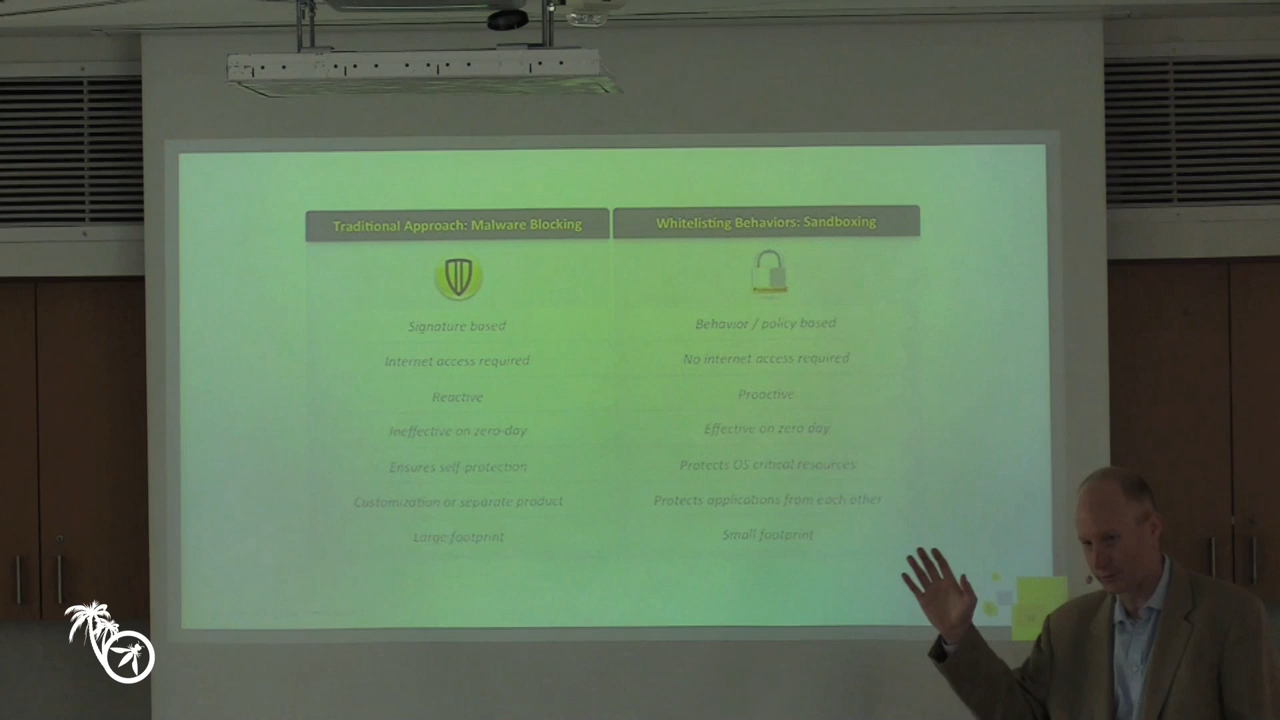 Traditional Approach: Malware Blocking
Whitelisting Behaviors: Sandboxing
Signature based
Behavior / policy based
Internet access required
No internet access required
Reactive
Proactive
Ineffective on zero-day
Effective on zero day
Ensures self-protection
Protects OS critical resources
Customization or separate product
Protects applications from each other
Large footprint
Small footprint